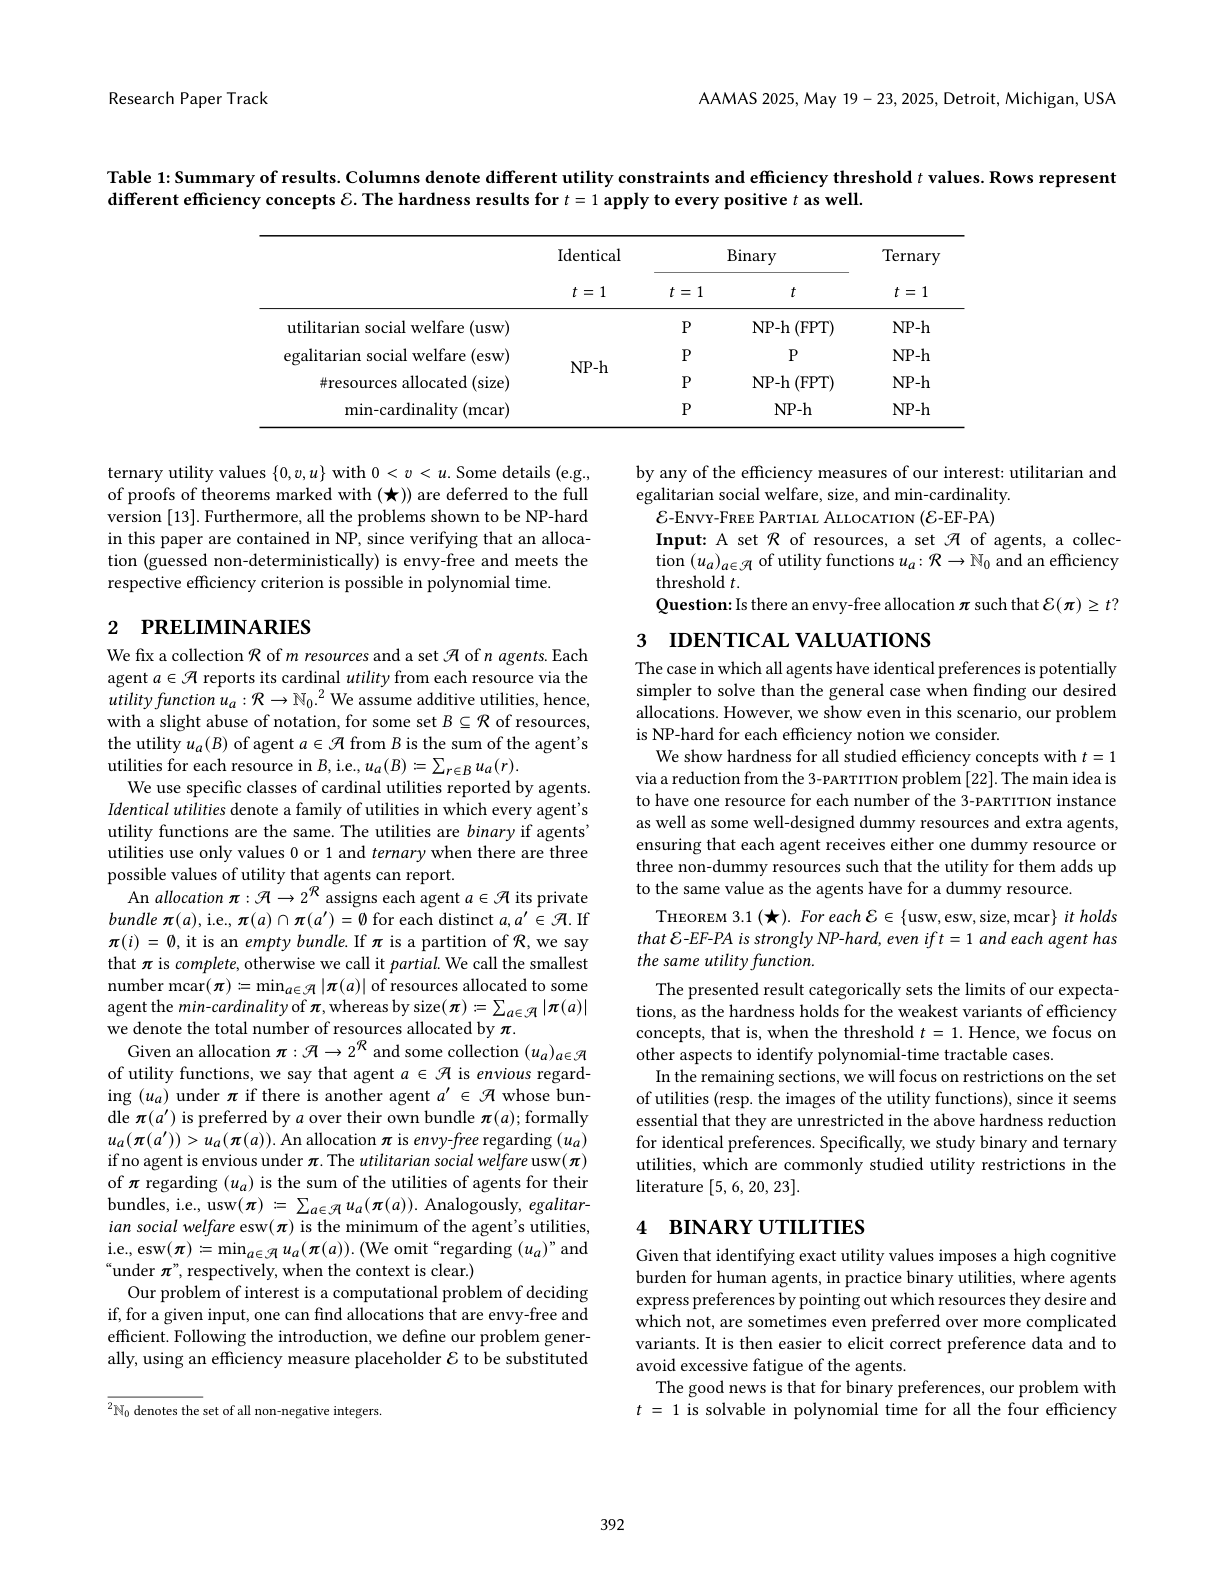 Research Paper Track
AAMAS 2025, May 19 – 23, 2025, Detroit, Michigan, USA
Table 1: Summary of results. Columns denote different utility constraints and efficiency threshold t values. Rows represent
different efficiency concepts ℰ. The hardness results for t = 1 apply to every positive t as well.
Identical Binary Ternary
t = 1 t = 1 t t = 1
utilitarian social welfare (usw) P NP-h (FPT) NP-h
egalitarian social welfare (esw) P P NP-h
NP-h
#resources allocated (size) P NP-h (FPT) NP-h
min-cardinality (mcar) P NP-h NP-h
ternary utility values {0, v, u} with 0 < v < u. Some details (e.g.,
of proofs of theorems marked with (★)) are deferred to the full
version [13]. Furthermore, all the problems shown to be NP-hard
in this paper are contained in NP, since verifying that an alloca-
tion (guessed non-deterministically) is envy-free and meets the
respective efficiency criterion is possible in polynomial time.
2 PRELIMINARIES
We fix a collection ℛ of m resources and a set 𝒜 of n agents. Each
agent a ∈ 𝒜 reports its cardinal utility from each resource via the
utility function uₐ : ℛ → ℕ₀.² We assume additive utilities, hence,
with a slight abuse of notation, for some set B ⊆ ℛ of resources,
the utility uₐ(B) of agent a ∈ 𝒜 from B is the sum of the agent's
utilities for each resource in B, i.e., uₐ(B) ≔ ∑_{r∈B} uₐ(r).
We use specific classes of cardinal utilities reported by agents.
Identical utilities denote a family of utilities in which every agent's
utility functions are the same. The utilities are binary if agents'
utilities use only values 0 or 1 and ternary when there are three
possible values of utility that agents can report.
An allocation π : 𝒜 → 2^ℛ assigns each agent a ∈ 𝒜 its private
bundle π(a), i.e., π(a) ∩ π(a′) = ∅ for each distinct a, a′ ∈ 𝒜. If
π(i) = ∅, it is an empty bundle. If π is a partition of ℛ, we say
that π is complete, otherwise we call it partial. We call the smallest
number mcar(π) ≔ min_{a∈𝒜} |π(a)| of resources allocated to some
agent the min-cardinality of π, whereas by size(π) ≔ ∑_{a∈𝒜} |π(a)|
we denote the total number of resources allocated by π.
Given an allocation π : 𝒜 → 2^ℛ and some collection (uₐ)_{a∈𝒜}
of utility functions, we say that agent a ∈ 𝒜 is envious regard-
ing (uₐ) under π if there is another agent a′ ∈ 𝒜 whose bun-
dle π(a′) is preferred by a over their own bundle π(a); formally
uₐ(π(a′)) > uₐ(π(a)). An allocation π is envy-free regarding (uₐ)
if no agent is envious under π. The utilitarian social welfare usw(π)
of π regarding (uₐ) is the sum of the utilities of agents for their
bundles, i.e., usw(π) ≔ ∑_{a∈𝒜} uₐ(π(a)). Analogously, egalitar-
ian social welfare esw(π) is the minimum of the agent's utilities,
i.e., esw(π) ≔ min_{a∈𝒜} uₐ(π(a)). (We omit “regarding (uₐ)” and
“under π”, respectively, when the context is clear.)
Our problem of interest is a computational problem of deciding
if, for a given input, one can find allocations that are envy-free and
efficient. Following the introduction, we define our problem gener-
ally, using an efficiency measure placeholder ℰ to be substituted
²ℕ₀ denotes the set of all non-negative integers.
by any of the efficiency measures of our interest: utilitarian and
egalitarian social welfare, size, and min-cardinality.
ℰ-Envy-Free Partial Allocation (ℰ-EF-PA)
Input: A set ℛ of resources, a set 𝒜 of agents, a collec-
tion (uₐ)_{a∈𝒜} of utility functions uₐ : ℛ → ℕ₀ and an efficiency
threshold t.
Question: Is there an envy-free allocation π such that ℰ(π) ≥ t?
3 IDENTICAL VALUATIONS
The case in which all agents have identical preferences is potentially
simpler to solve than the general case when finding our desired
allocations. However, we show even in this scenario, our problem
is NP-hard for each efficiency notion we consider.
We show hardness for all studied efficiency concepts with t = 1
via a reduction from the 3-partition problem [22]. The main idea is
to have one resource for each number of the 3-partition instance
as well as some well-designed dummy resources and extra agents,
ensuring that each agent receives either one dummy resource or
three non-dummy resources such that the utility for them adds up
to the same value as the agents have for a dummy resource.
Theorem 3.1 (★). For each ℰ ∈ {usw, esw, size, mcar} it holds
that ℰ-EF-PA is strongly NP-hard, even if t = 1 and each agent has
the same utility function.
The presented result categorically sets the limits of our expecta-
tions, as the hardness holds for the weakest variants of efficiency
concepts, that is, when the threshold t = 1. Hence, we focus on
other aspects to identify polynomial-time tractable cases.
In the remaining sections, we will focus on restrictions on the set
of utilities (resp. the images of the utility functions), since it seems
essential that they are unrestricted in the above hardness reduction
for identical preferences. Specifically, we study binary and ternary
utilities, which are commonly studied utility restrictions in the
literature [5, 6, 20, 23].
4 BINARY UTILITIES
Given that identifying exact utility values imposes a high cognitive
burden for human agents, in practice binary utilities, where agents
express preferences by pointing out which resources they desire and
which not, are sometimes even preferred over more complicated
variants. It is then easier to elicit correct preference data and to
avoid excessive fatigue of the agents.
The good news is that for binary preferences, our problem with
t = 1 is solvable in polynomial time for all the four efficiency
392